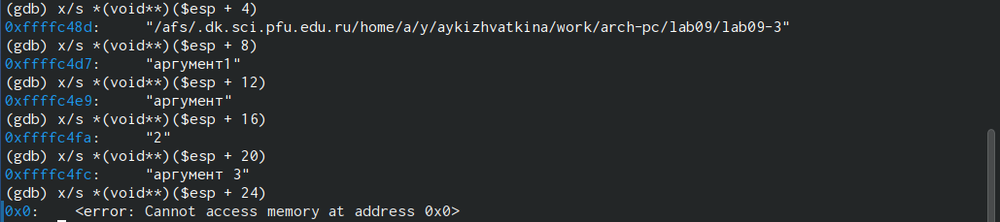 (gdb) x/s *(void**)($esp + 4)
0xffffc48d:     "/afs/.dk.sci.pfu.edu.ru/home/a/y/aykizhvatkina/work/arch-pc/lab09/lab09-3"
(gdb) x/s *(void**)($esp + 8)
0xffffc4d7:     "аргумент1"
(gdb) x/s *(void**)($esp + 12)
0xffffc4e9:     "аргумент"
(gdb) x/s *(void**)($esp + 16)
0xffffc4fa:     "2"
(gdb) x/s *(void**)($esp + 20)
0xffffc4fc:     "аргумент 3"
(gdb) x/s *(void**)($esp + 24)
0x0:    <error: Cannot access memory at address 0x0>